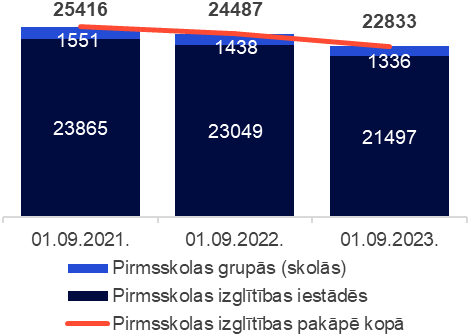 25416 24487 22833
1551 1438 1336
23865 23049 21497
01.09.2021. 01.09.2022. 01.09.2023.
Pirmsskolas grupās (skolās)
Pirmsskolas izglītības iestādēs
Pirmsskolas izglītības pakāpē kopā